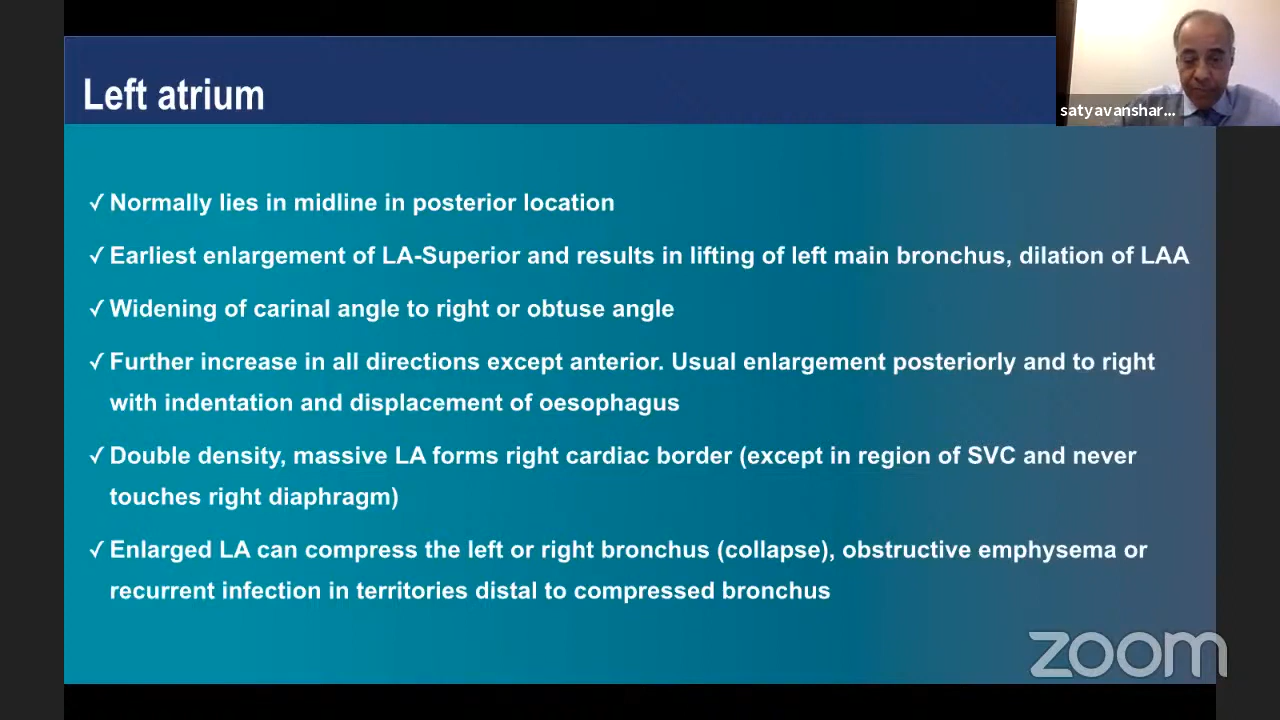 Left atrium
satyavanshar...
✓ Normally lies in midline in posterior location
✓ Earliest enlargement of LA-Superior and results in lifting of left main bronchus, dilation of LAA
✓ Widening of carinal angle to right or obtuse angle
✓ Further increase in all directions except anterior. Usual enlargement posteriorly and to right
with indentation and displacement of oesophagus
✓ Double density, massive LA forms right cardiac border (except in region of SVC and never
touches right diaphragm)
✓ Enlarged LA can compress the left or right bronchus (collapse), obstructive emphysema or
recurrent infection in territories distal to compressed bronchus
zoom